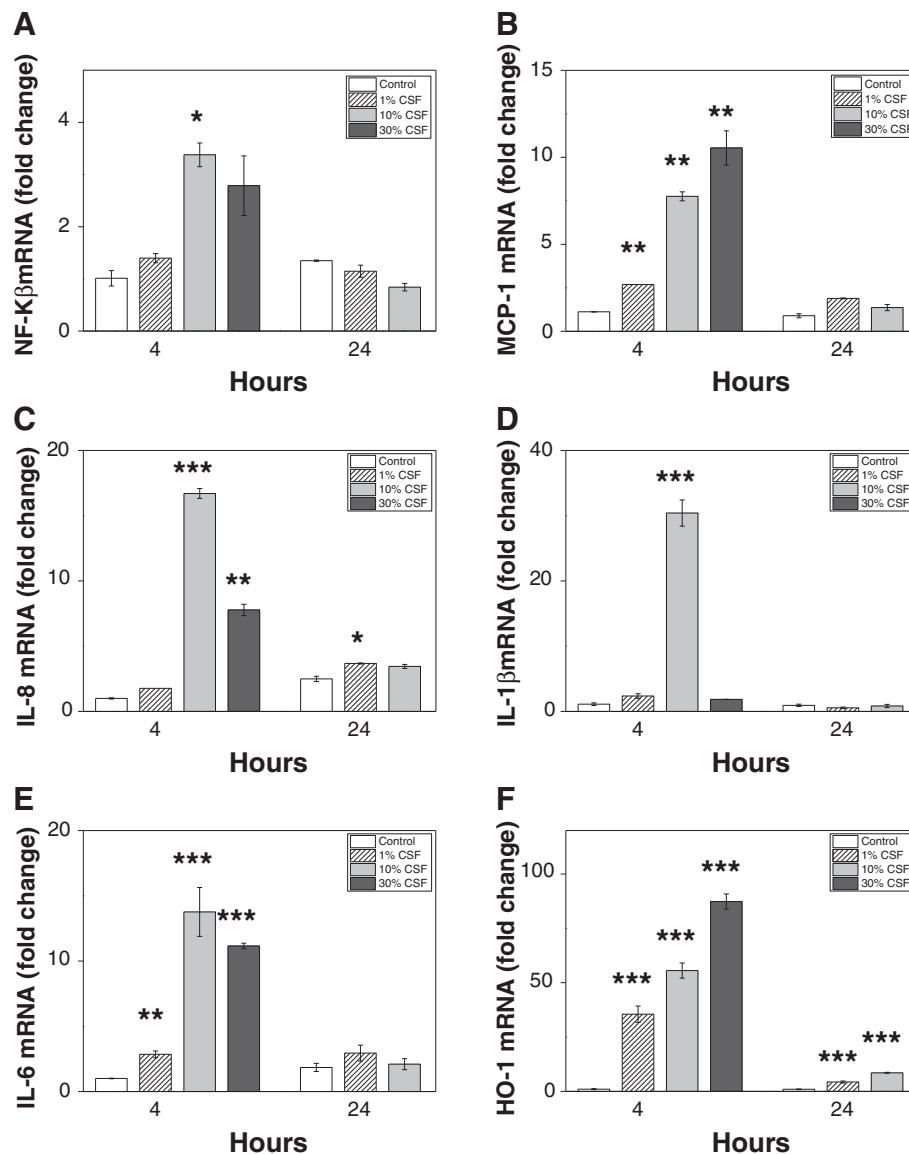 A
NF-KβmRNA (fold change)
4
2
0
Control
1% CSF
10% CSF
30% CSF
*
4
24
Hours
B
MCP-1 mRNA (fold change)
15
10
5
0
Control
1% CSF
10% CSF
30% CSF
**
**
**
4
24
Hours
C
IL-8 mRNA (fold change)
20
10
0
Control
1% CSF
10% CSF
30% CSF
***
**
*
4
24
Hours
D
IL-1βmRNA (fold change)
40
20
0
Control
1% CSF
10% CSF
30% CSF
***
4
24
Hours
E
IL-6 mRNA (fold change)
20
10
0
Control
1% CSF
10% CSF
30% CSF
***
***
**
4
24
Hours
F
HO-1 mRNA (fold change)
100
50
0
Control
1% CSF
10% CSF
30% CSF
***
***
***
***
***
4
24
Hours